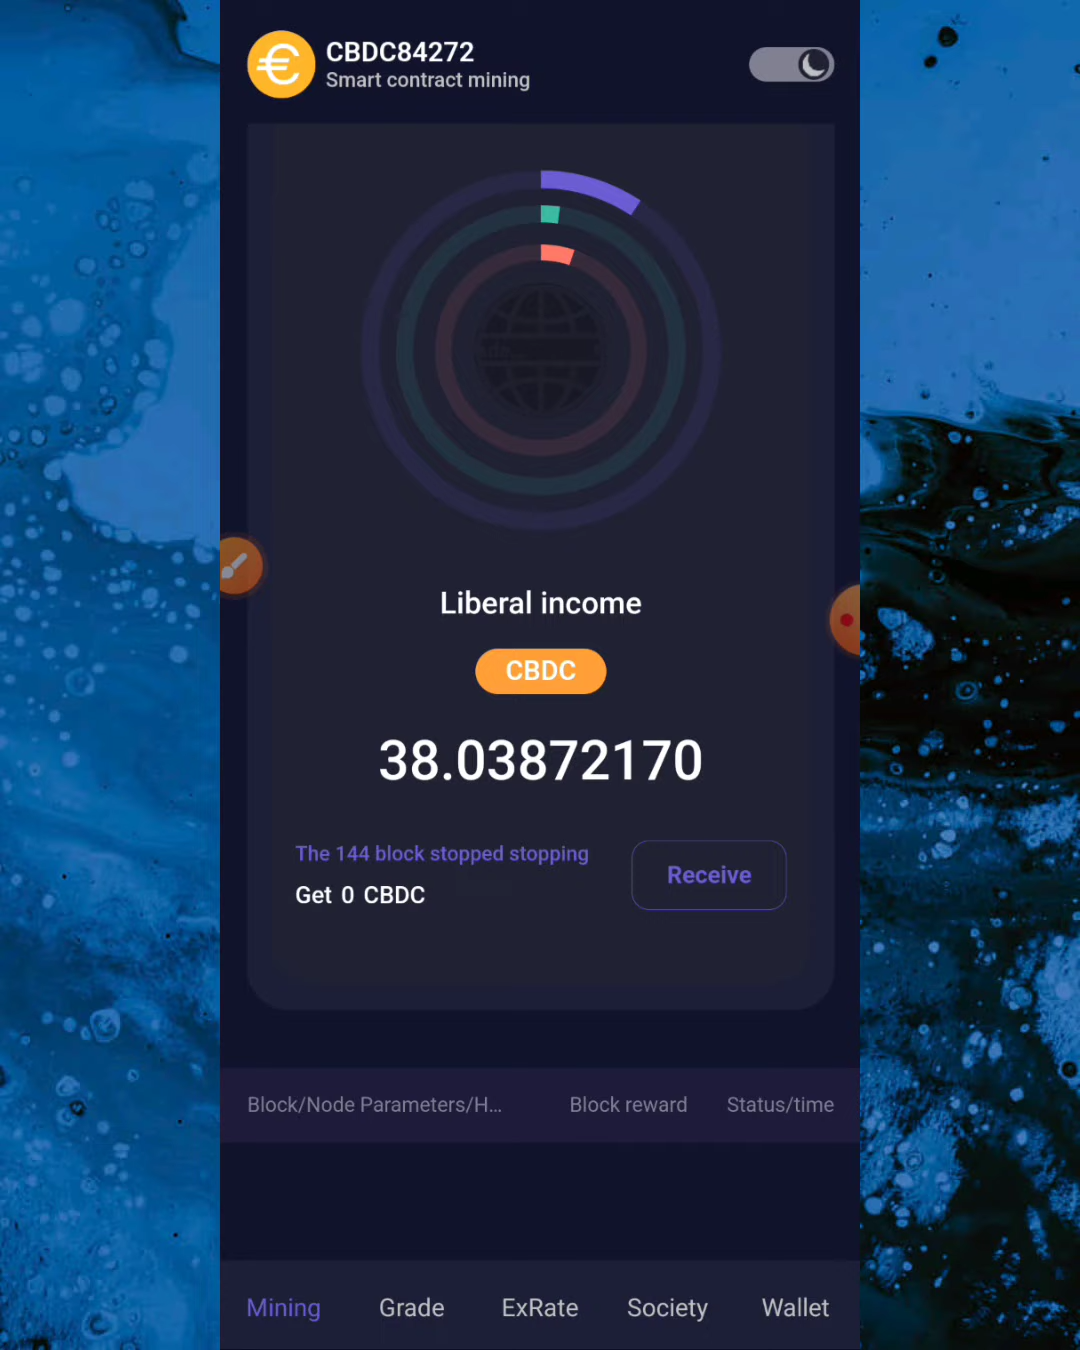 CBDC84272
Smart contract mining
Liberal income
CBDC
38.03872170
The 144 block stopped stopping
Get 0 CBDC
Receive
Block/Node Parameters/H...
Block reward
Status/time
Mining
Grade
ExRate
Society
Wallet